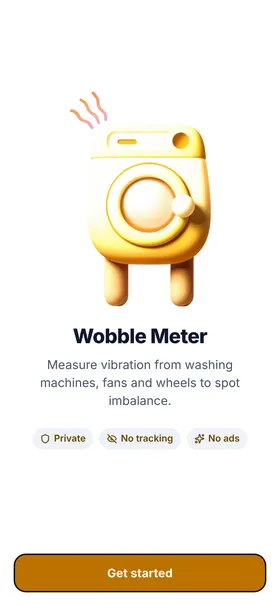 Wobble Meter
Measure vibration from washing
machines, fans and wheels to spot
imbalance.
Private
No tracking
No ads
Get started